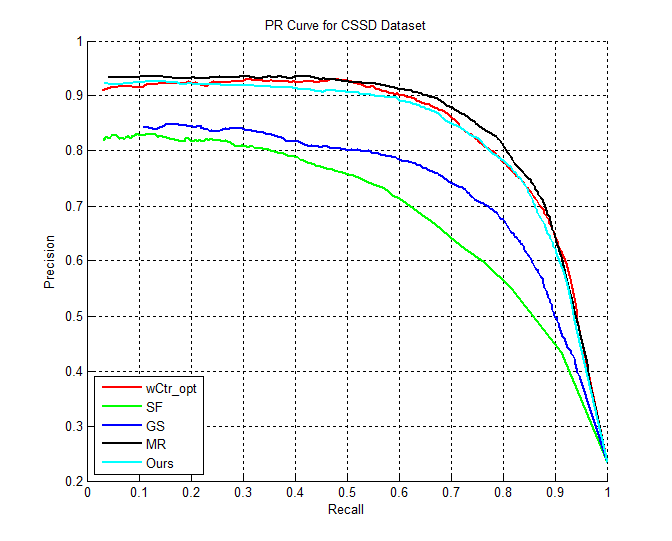 PR Curve for CSSD Dataset
1
0.9
0.8
0.7
0.6
0.5
0.4
0.3
0.2
Precision
wCtr_opt
SF
GS
MR
Ours
0 0.1 0.2 0.3 0.4 0.5 0.6 0.7 0.8 0.9 1
Recall